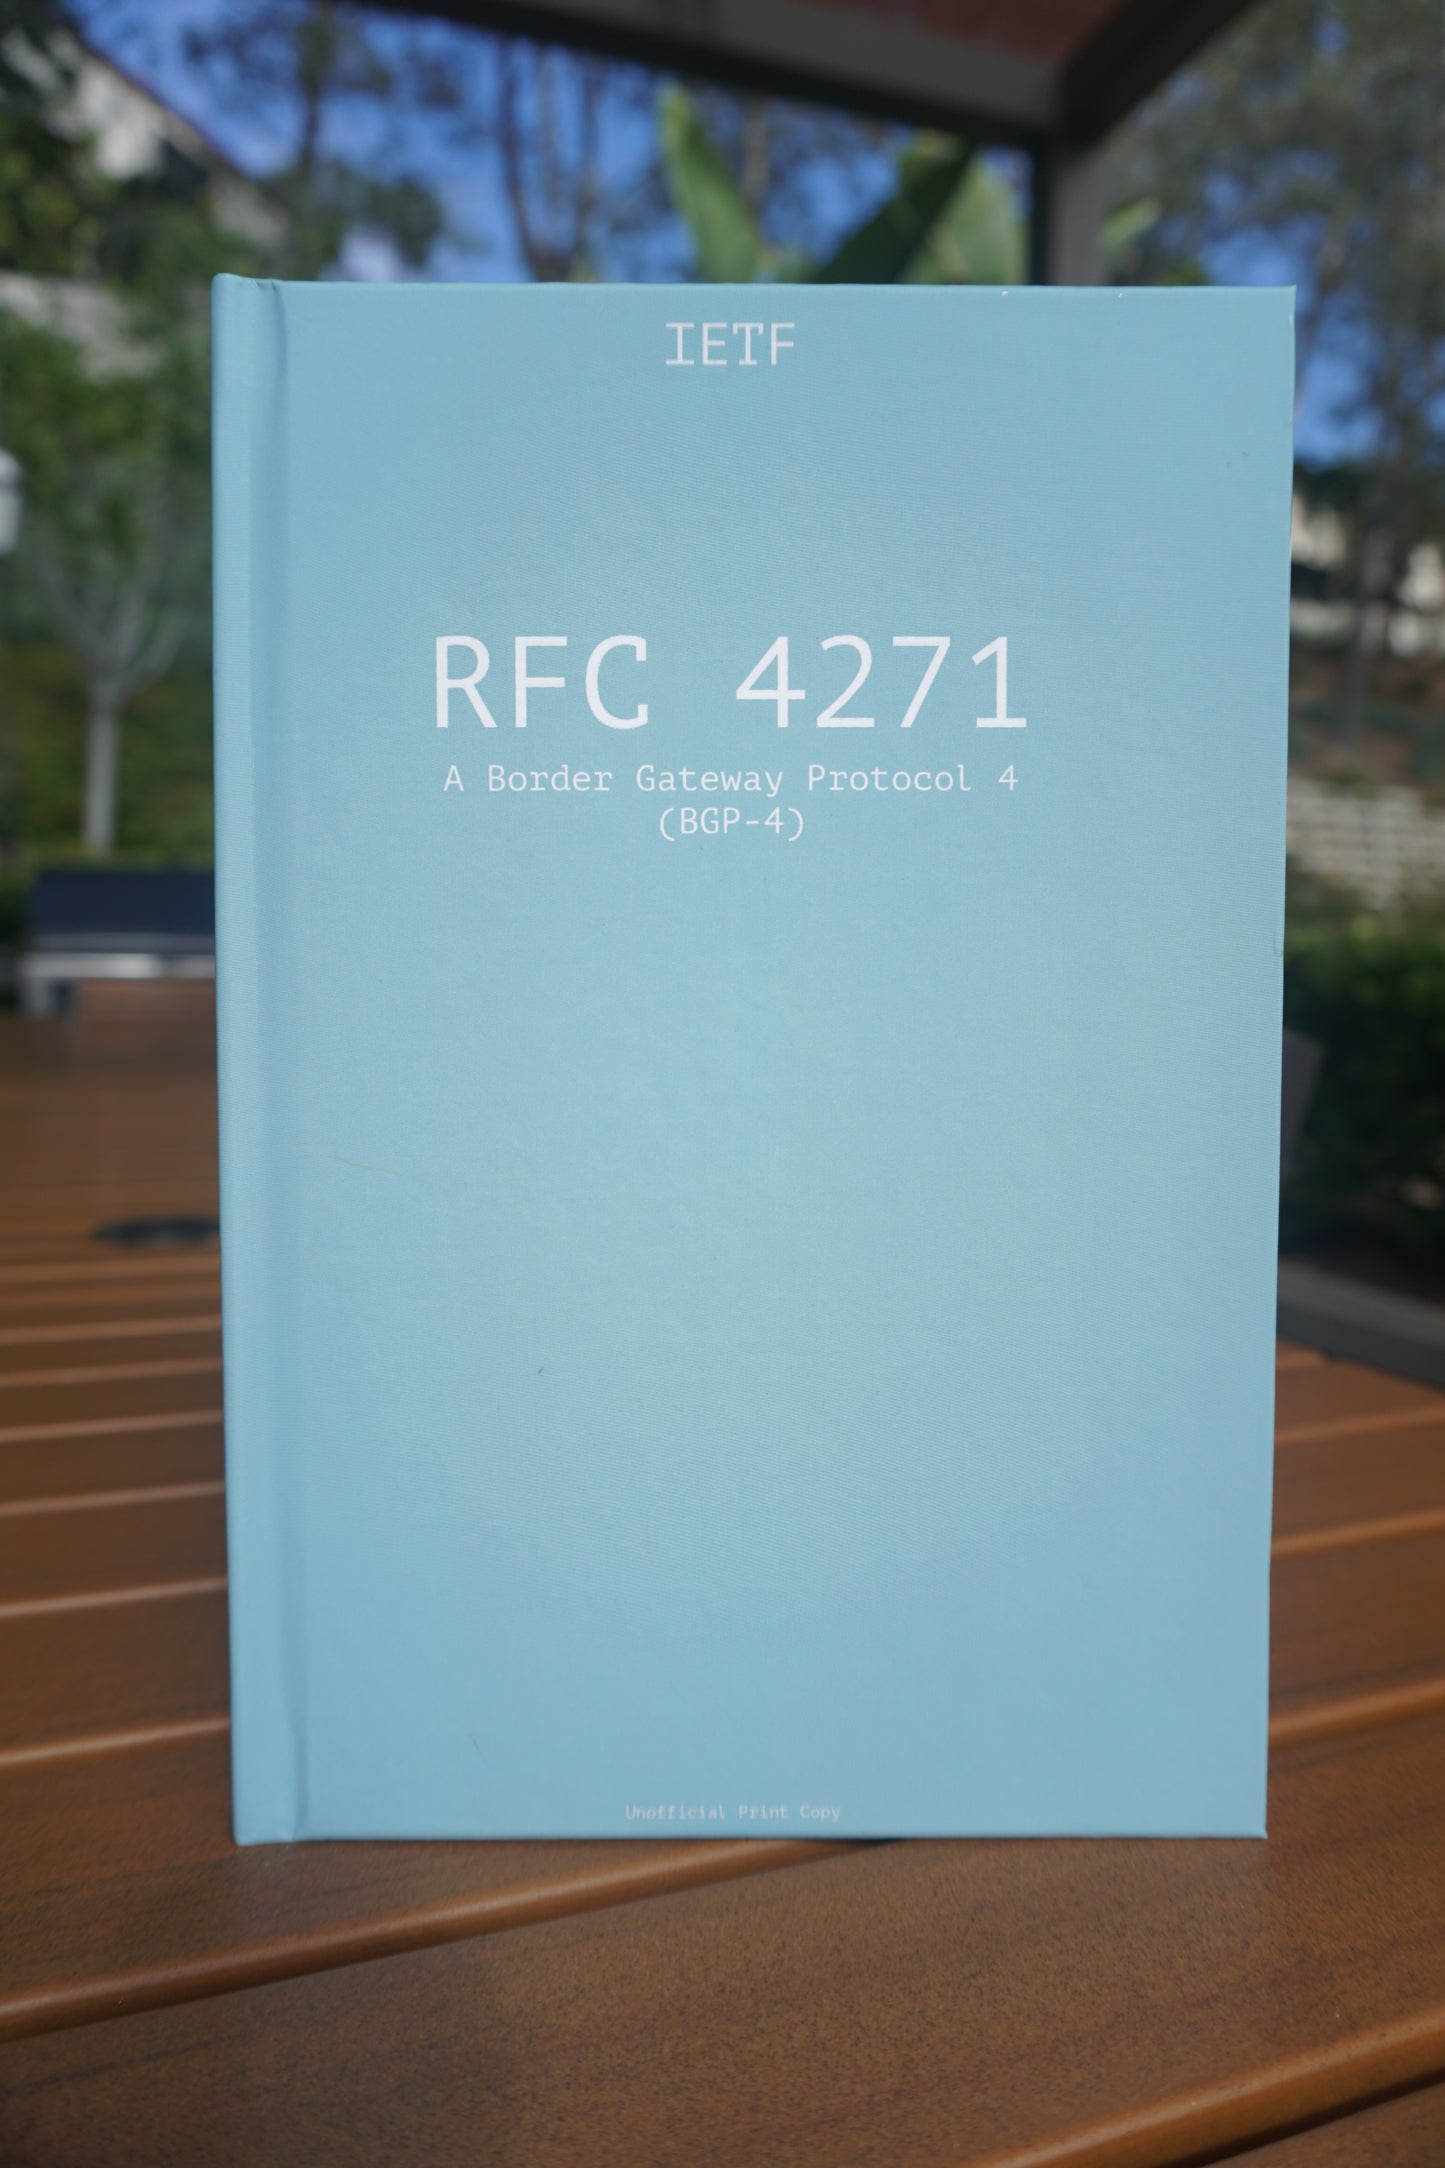 IETF
RFC 4271
A Border Gateway Protocol 4
(BGP-4)
Unofficial Print Copy